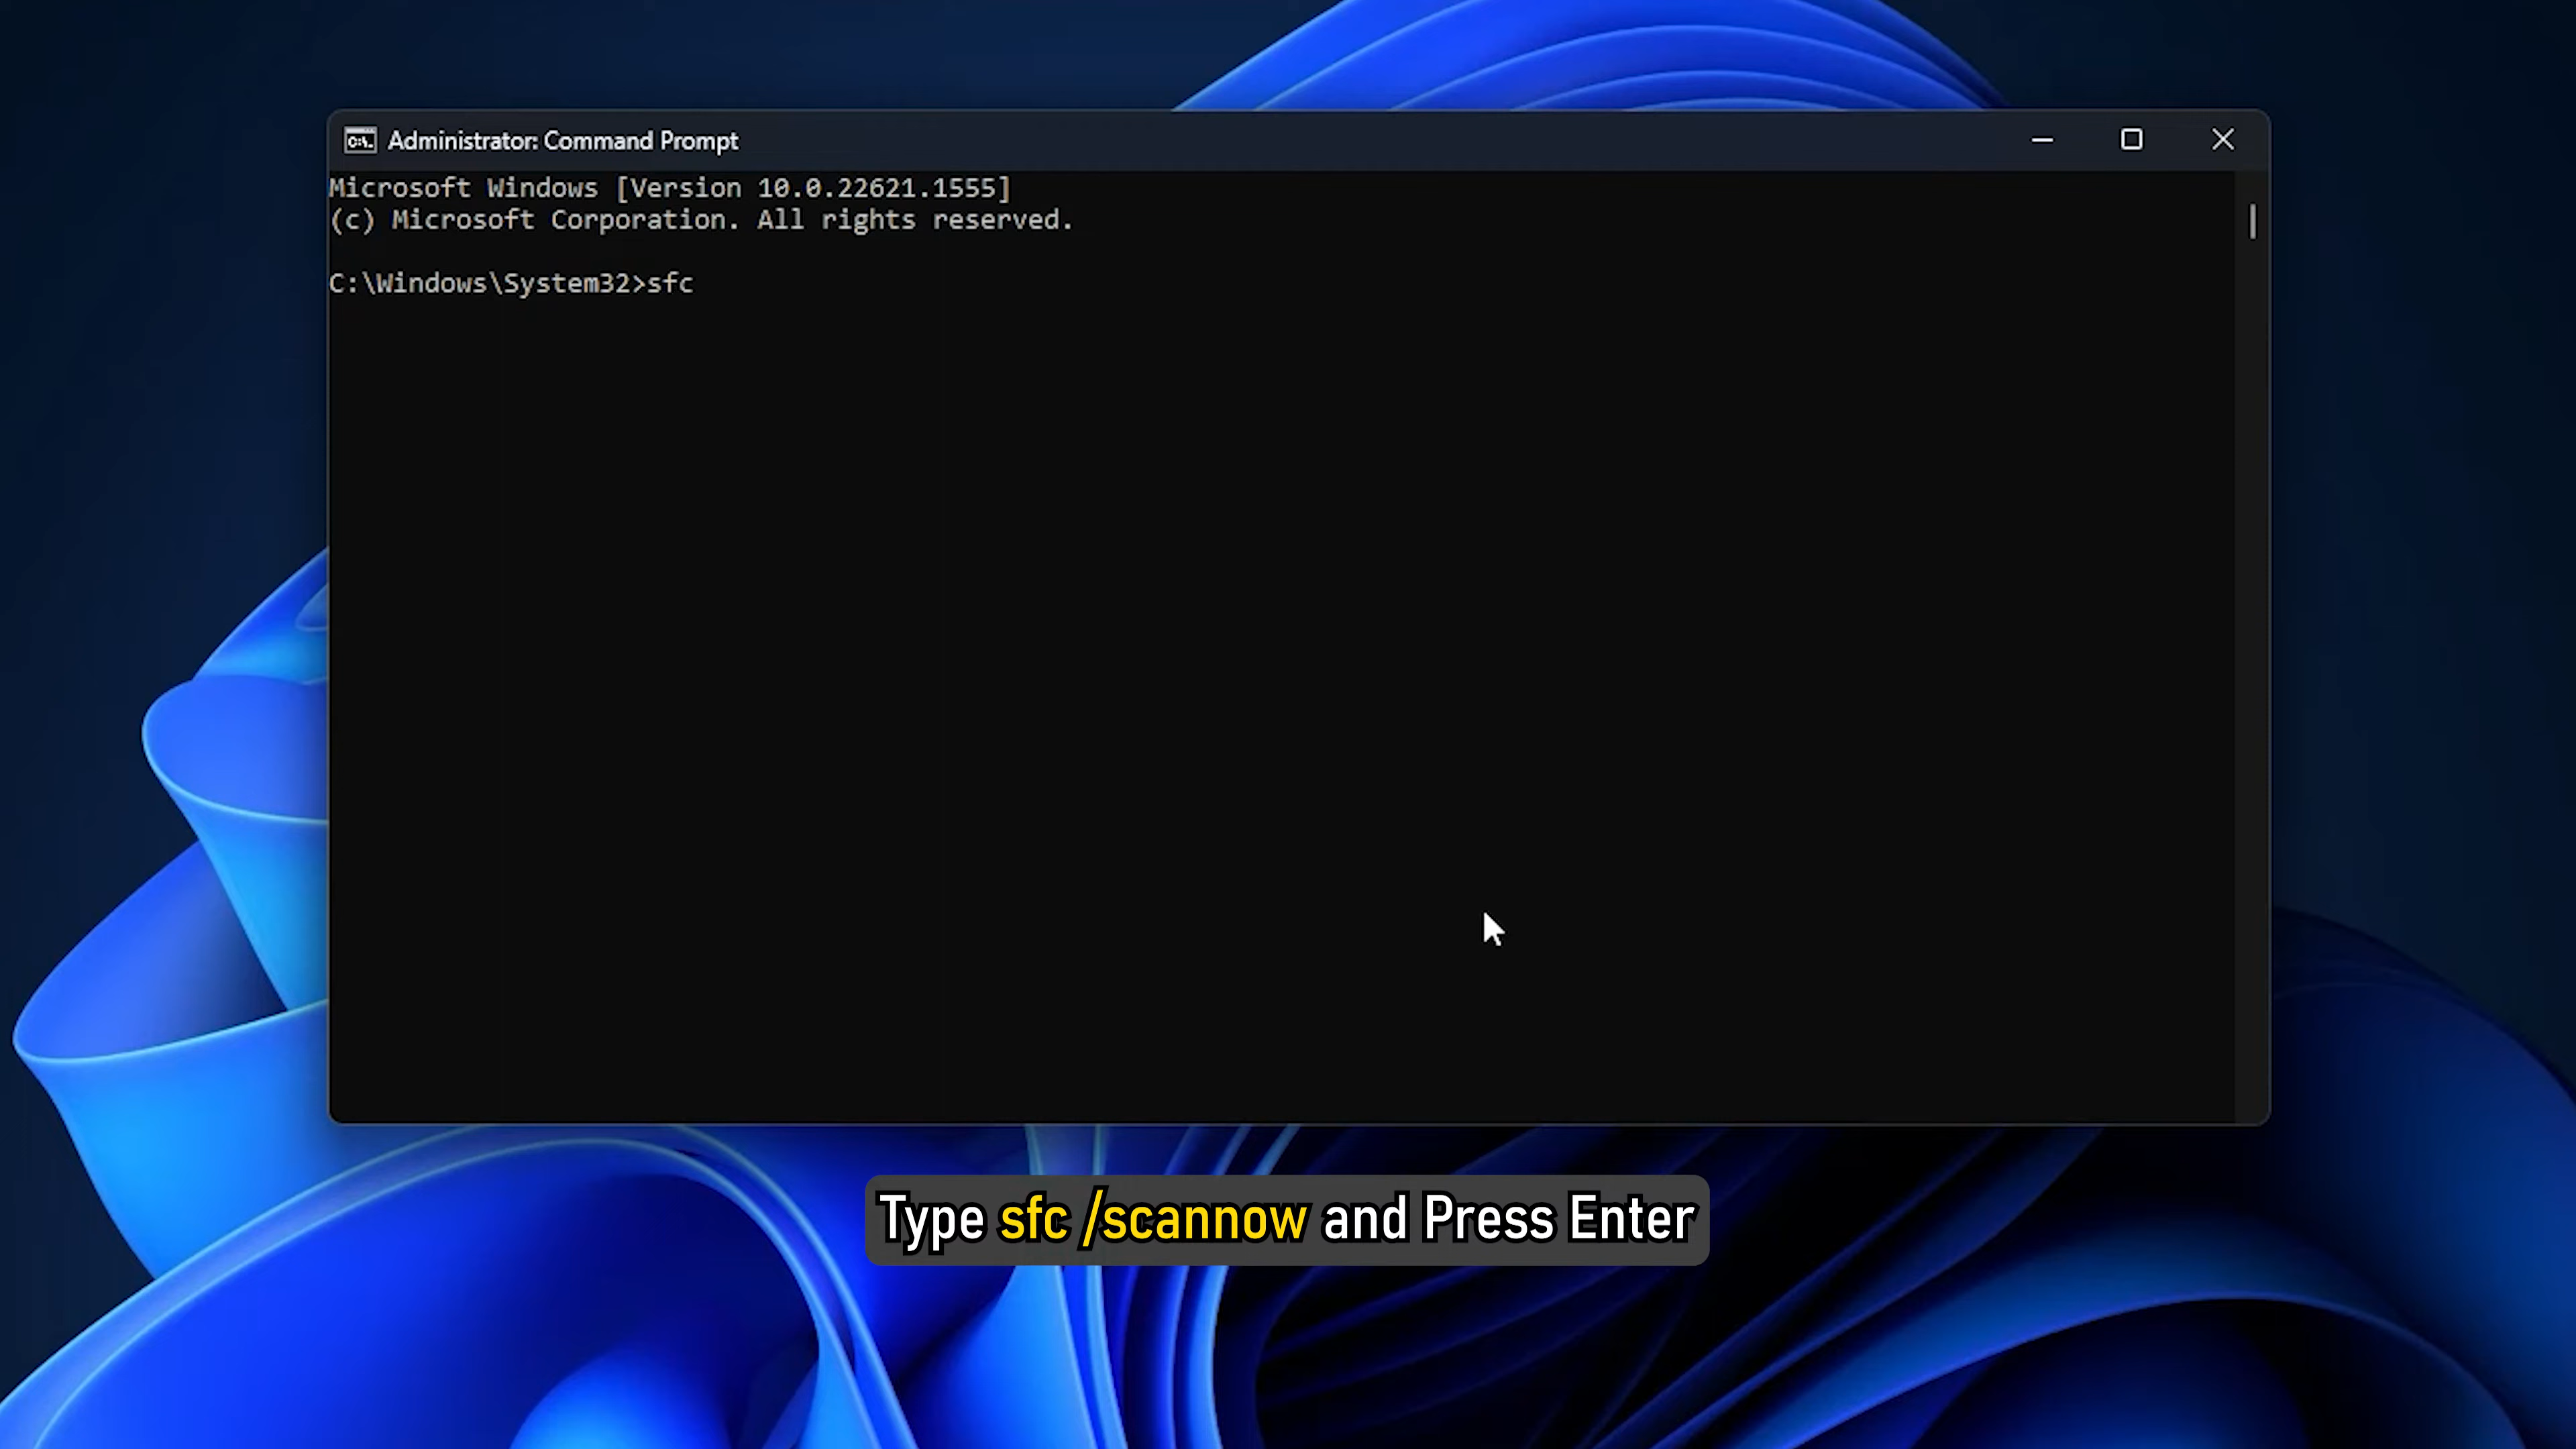 Administrator: Command Prompt
Microsoft Windows [Version 10.0.22621.1555]
(c) Microsoft Corporation. All rights reserved.
C:\Windows\System32>sfc
Type sfc /scannow and Press Enter